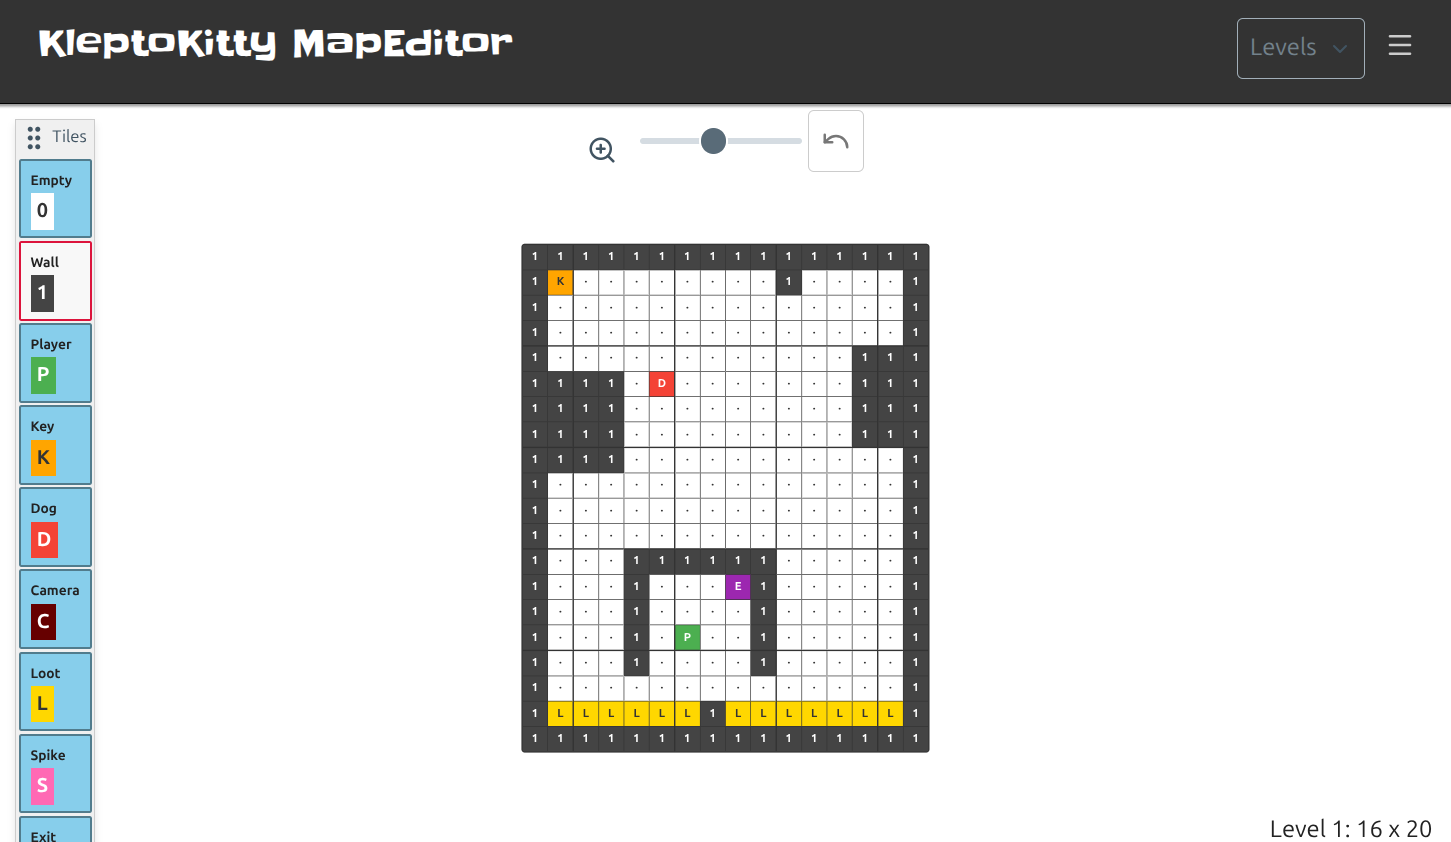 KleptoKitty MapEditor
Levels
Tiles
Empty
0
Wall
1
Player
P
Key
K
Dog
D
Camera
C
Loot
L
Spike
S
Exit
1 1 1 1 1 1 1 1 1 1 1 1 1 1 1 1
1 K · · · · · · · · 1 · · · · 1
1 · · · · · · · · · · · · · · 1
1 · · · · · · · · · · · · · · 1
1 · · · · · · · · · · · · 1 1 1
1 1 1 1 · D · · · · · · · 1 1 1
1 1 1 1 · · · · · · · · · 1 1 1
1 1 1 1 · · · · · · · · · 1 1 1
1 1 1 1 · · · · · · · · · · · 1
1 · · · · · · · · · · · · · · 1
1 · · · · · · · · · · · · · · 1
1 · · · · · · · · · · · · · · 1
1 · · · 1 1 1 1 1 1 · · · · · 1
1 · · · 1 · · · E 1 · · · · · 1
1 · · · 1 · · · · 1 · · · · · 1
1 · · · 1 · P · · 1 · · · · · 1
1 · · · 1 · · · · 1 · · · · · 1
1 · · · · · · · · · · · · · · 1
1 L L L L L L 1 L L L L L L L 1
1 1 1 1 1 1 1 1 1 1 1 1 1 1 1 1
Level 1: 16 x 20